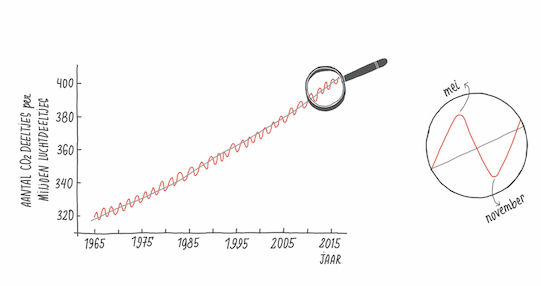 AANTAL CO2 DEELTJES per
MILJOEN LUCHTDEELTJES
400
380
360
340
320
1965
1975
1985
1995
2005
2015
JAAR
mei
november